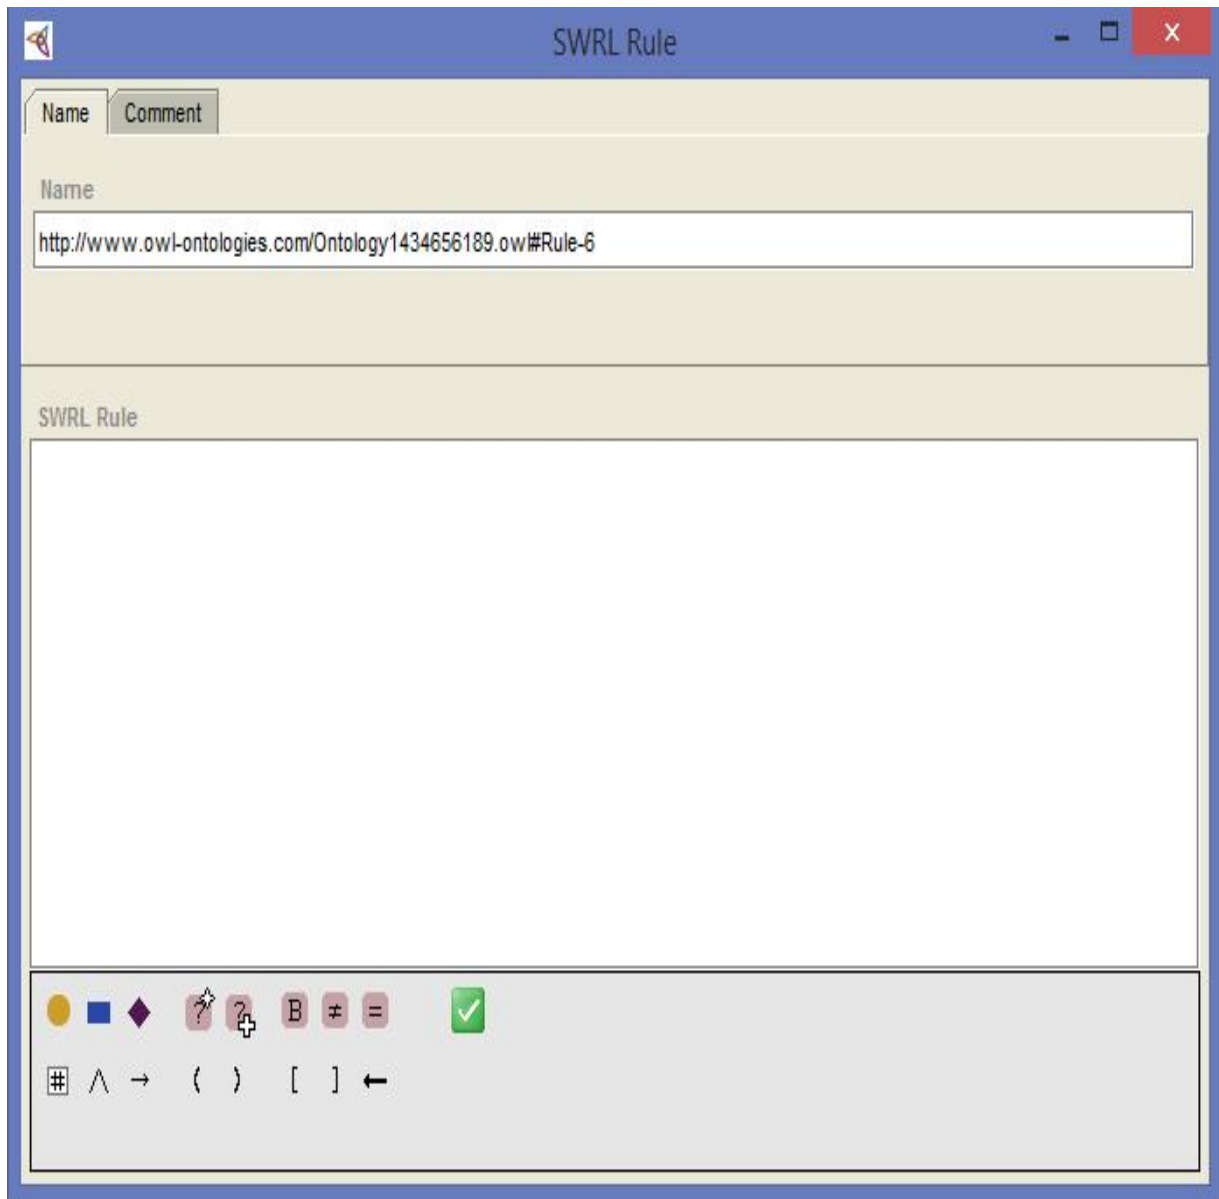 SWRL Rule
X
Name Comment
Name
http://www.owl-ontologies.com/Ontology1434656189.owl#Rule-6
SWRL Rule
? ? B ≠ =
# ∧ → ( ) [ ] ←